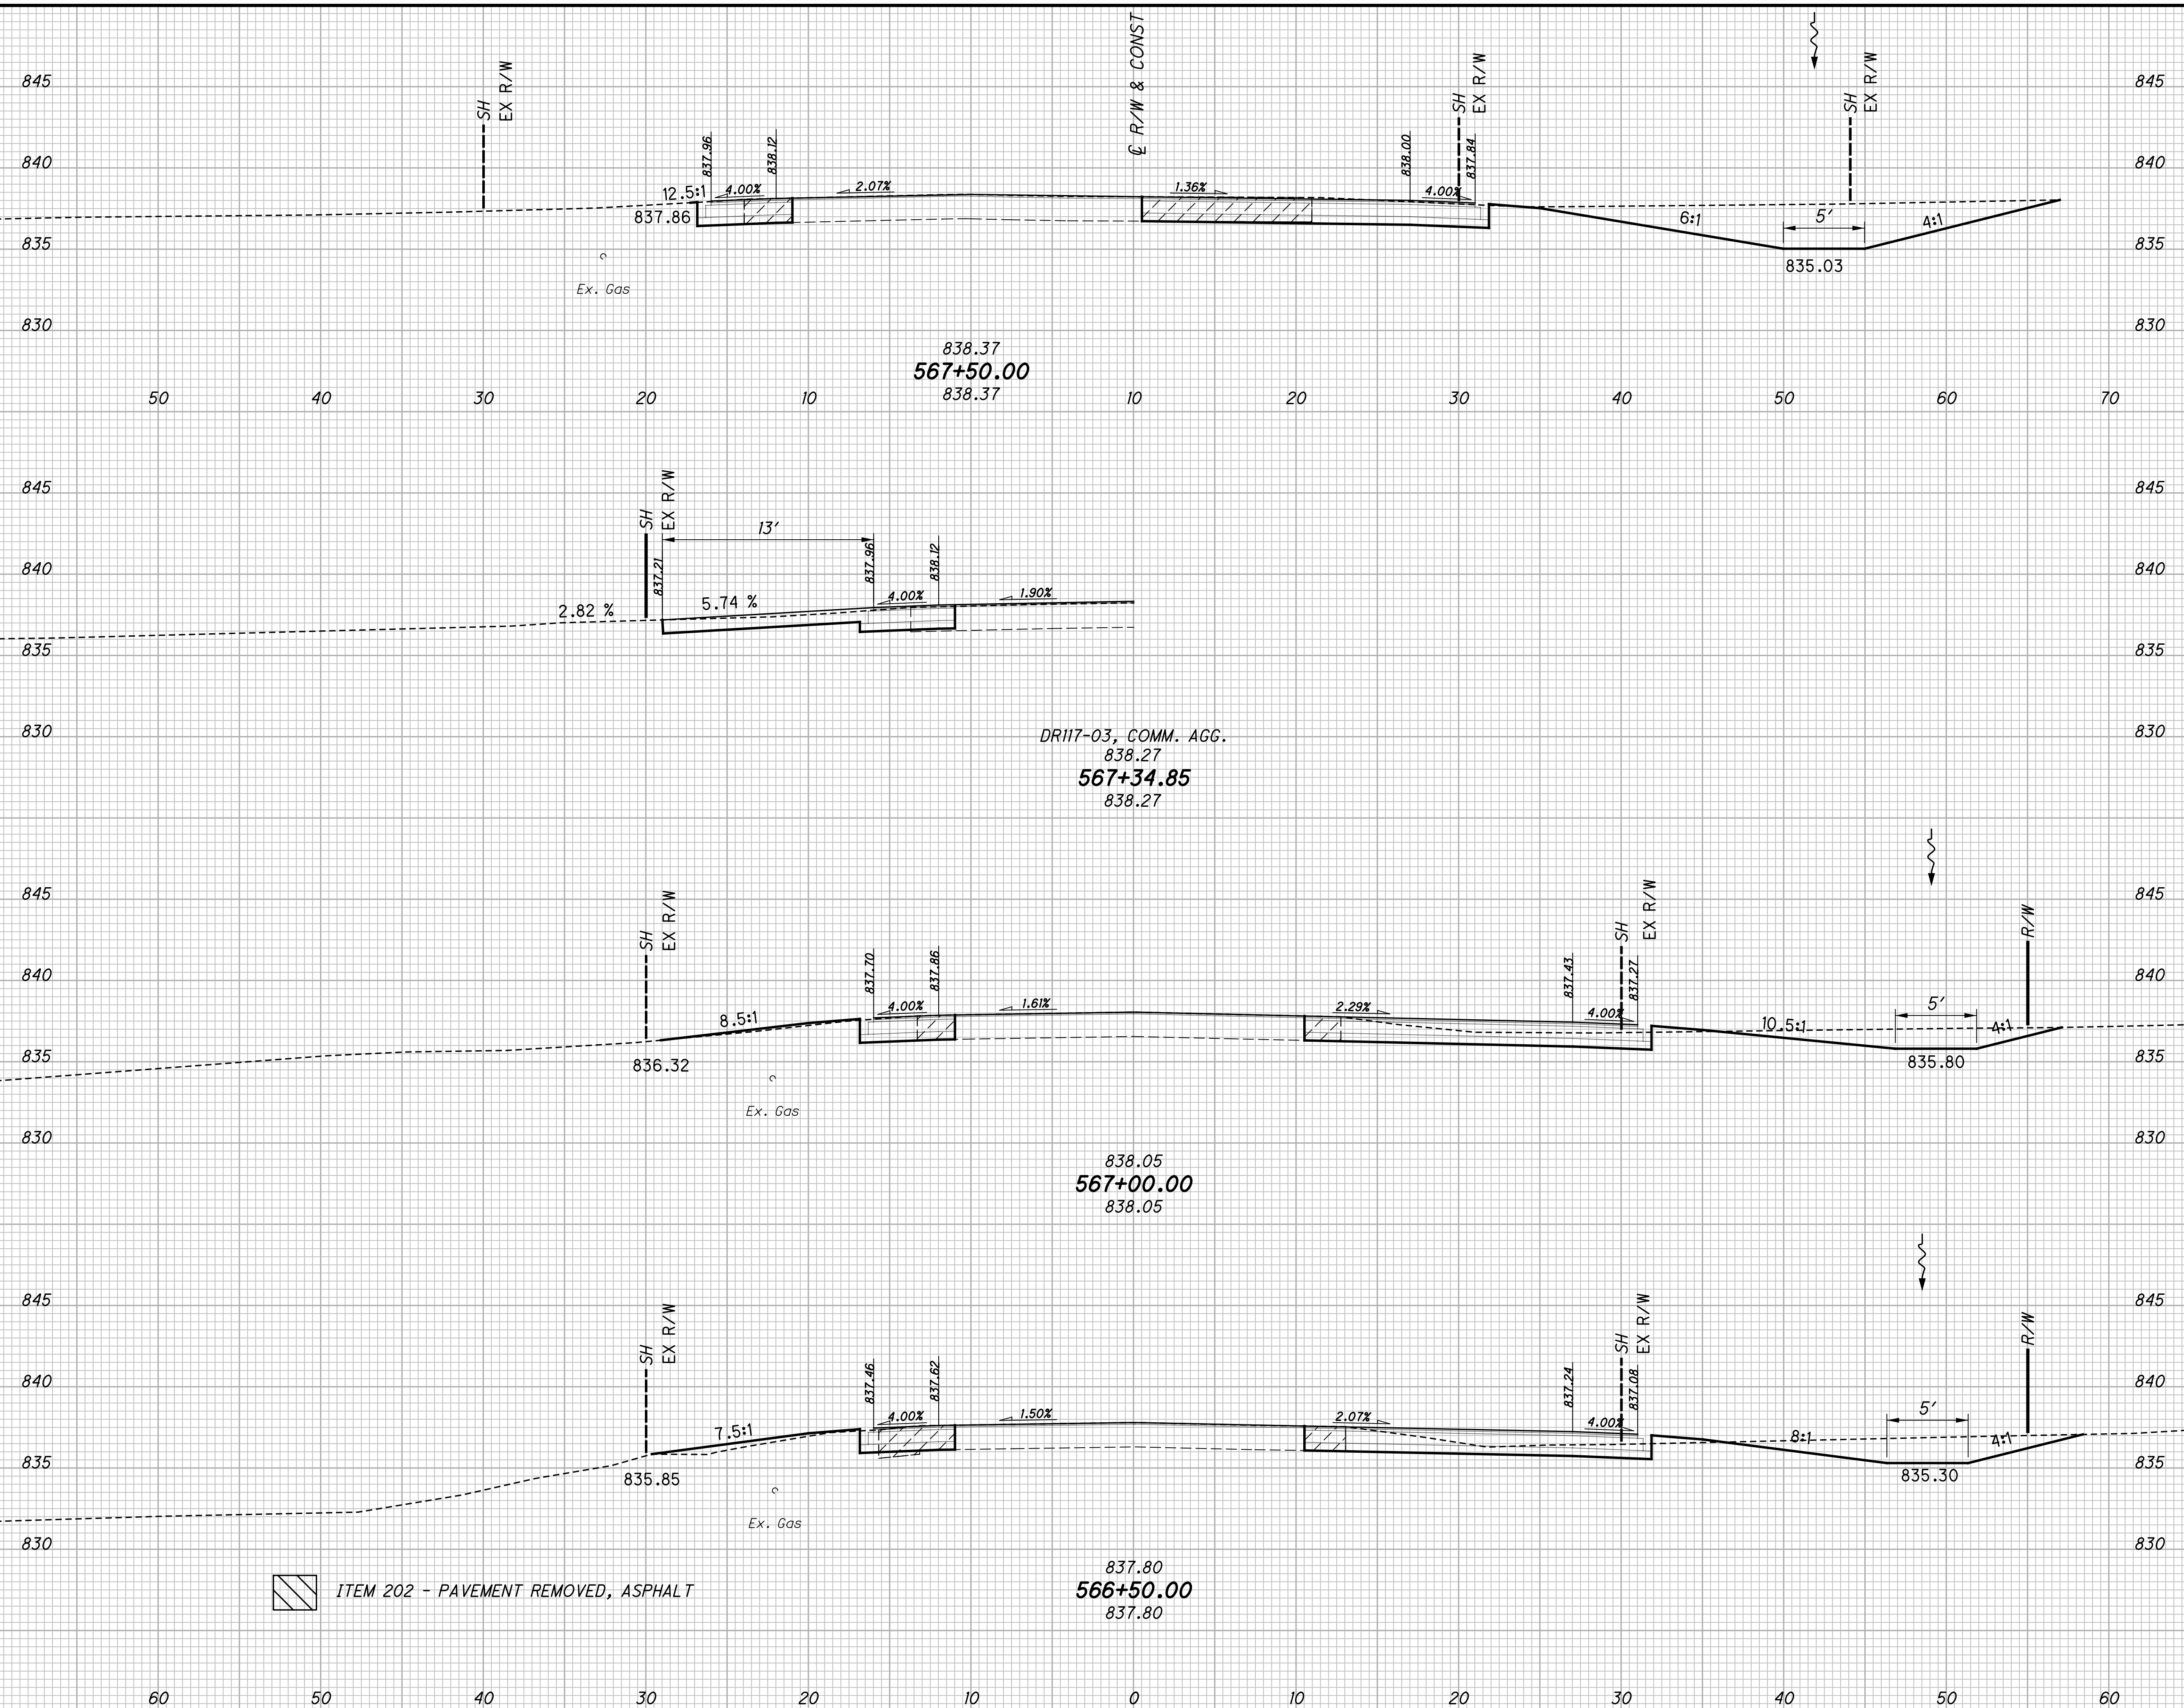 ℄ R/W & CONST
845 845
SH
EX R/W
SH
EX R/W
SH
EX R/W
840 840
837.96
838.12
838.00
837.84
12.5:1 4.00% 2.07% 1.36% 4.00%
837.86
6:1 5' 4:1
835 835
835.03
Ex. Gas
830 830
838.37
567+50.00
838.37
50 40 30 20 10 10 20 30 40 50 60 70
845 845
SH
EX R/W
13'
840 840
837.21
837.96
838.12
2.82 % 5.74 % 4.00% 1.90%
835 835
830 830
DR117-03, COMM. AGG.
838.27
567+34.85
838.27
845 845
SH
EX R/W
SH
EX R/W
R/W
840 840
837.70
837.86
837.43
837.27
8.5:1 4.00% 1.61% 2.29% 4.00% 10.5:1 5' 4:1
835 835
836.32
835.80
Ex. Gas
830 830
838.05
567+00.00
838.05
845 845
SH
EX R/W
SH
EX R/W
R/W
840 840
837.46
837.62
837.24
837.08
7.5:1 4.00% 1.50% 2.07% 4.00% 8:1 5' 4:1
835 835
835.85
835.30
Ex. Gas
830 830
837.80
566+50.00
837.80
ITEM 202 - PAVEMENT REMOVED, ASPHALT
60 50 40 30 20 10 0 10 20 30 40 50 60